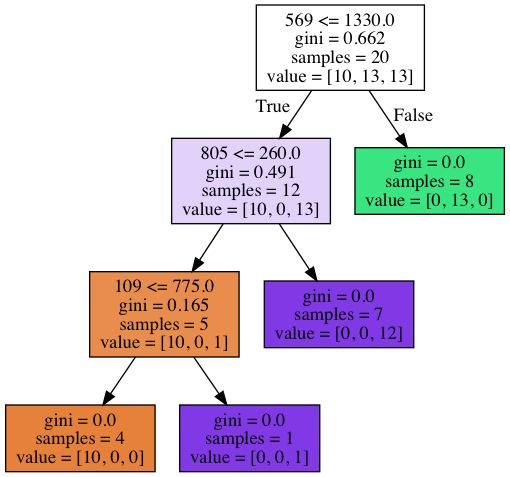 569 <= 1330.0
gini = 0.662
samples = 20
value = [10, 13, 13]
True
False
805 <= 260.0
gini = 0.491
samples = 12
value = [10, 0, 13]
gini = 0.0
samples = 8
value = [0, 13, 0]
109 <= 775.0
gini = 0.165
samples = 5
value = [10, 0, 1]
gini = 0.0
samples = 7
value = [0, 0, 12]
gini = 0.0
samples = 4
value = [10, 0, 0]
gini = 0.0
samples = 1
value = [0, 0, 1]